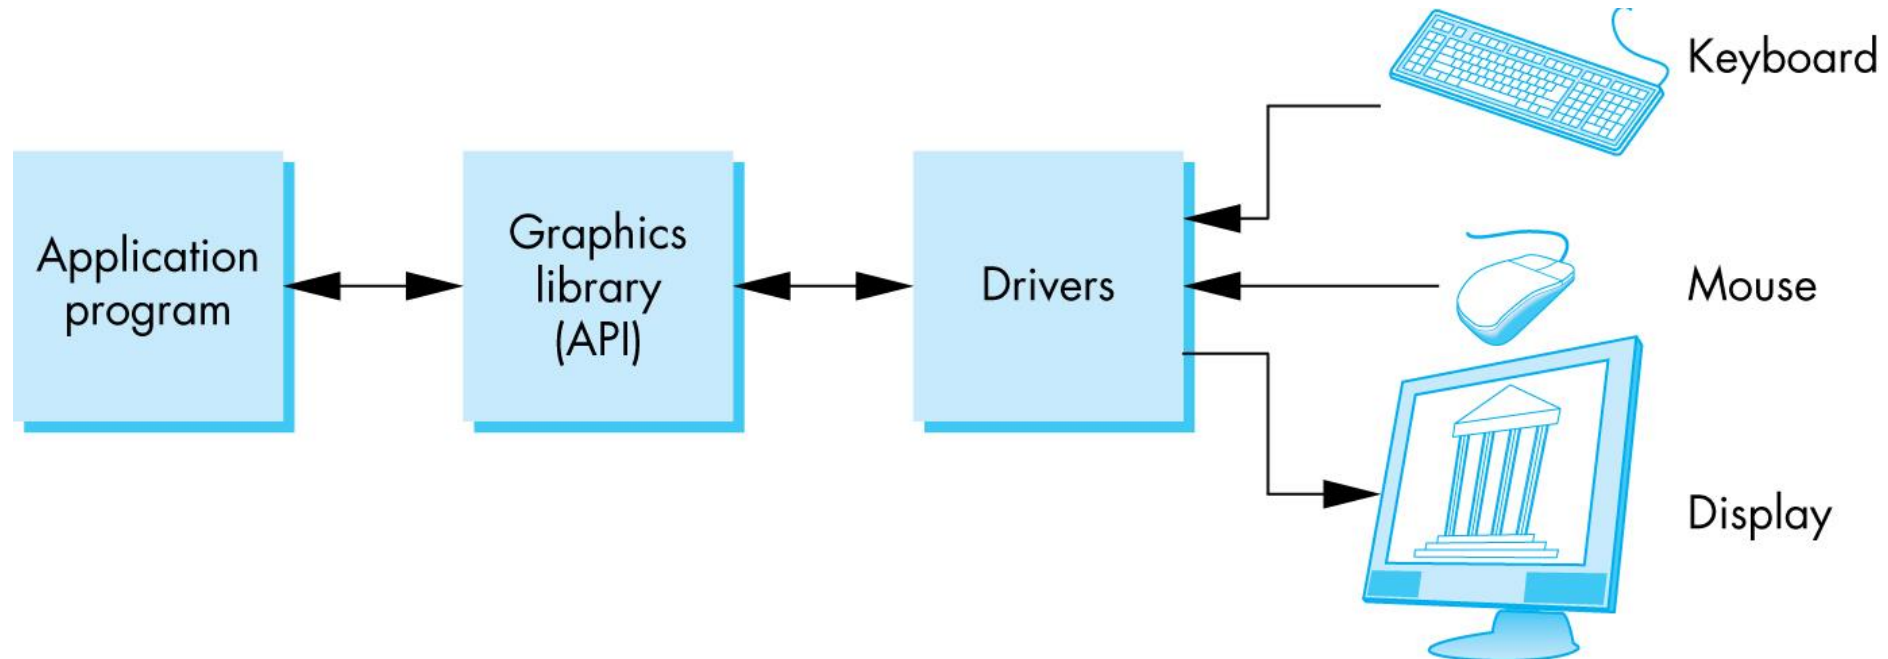 Application
program
Graphics
library
(API)
Drivers
Keyboard
Mouse
Display